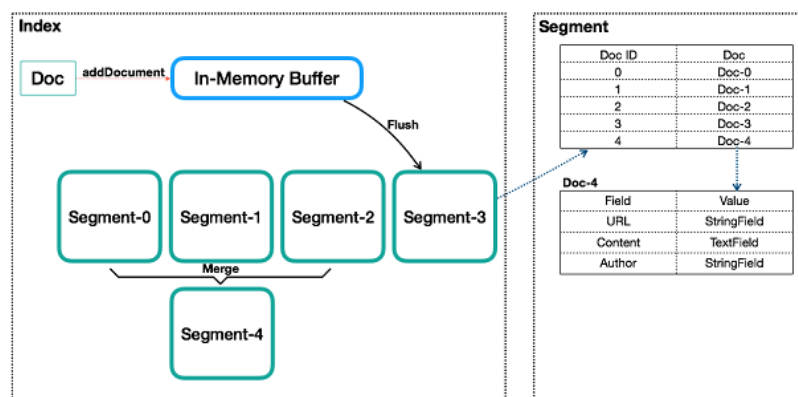 Index
Doc
addDocument
In-Memory Buffer
Flush
Segment-0
Segment-1
Segment-2
Segment-3
Merge
Segment-4
Segment
Doc ID Doc
0 Doc-0
1 Doc-1
2 Doc-2
3 Doc-3
4 Doc-4
Doc-4
Field Value
URL StringField
Content TextField
Author StringField